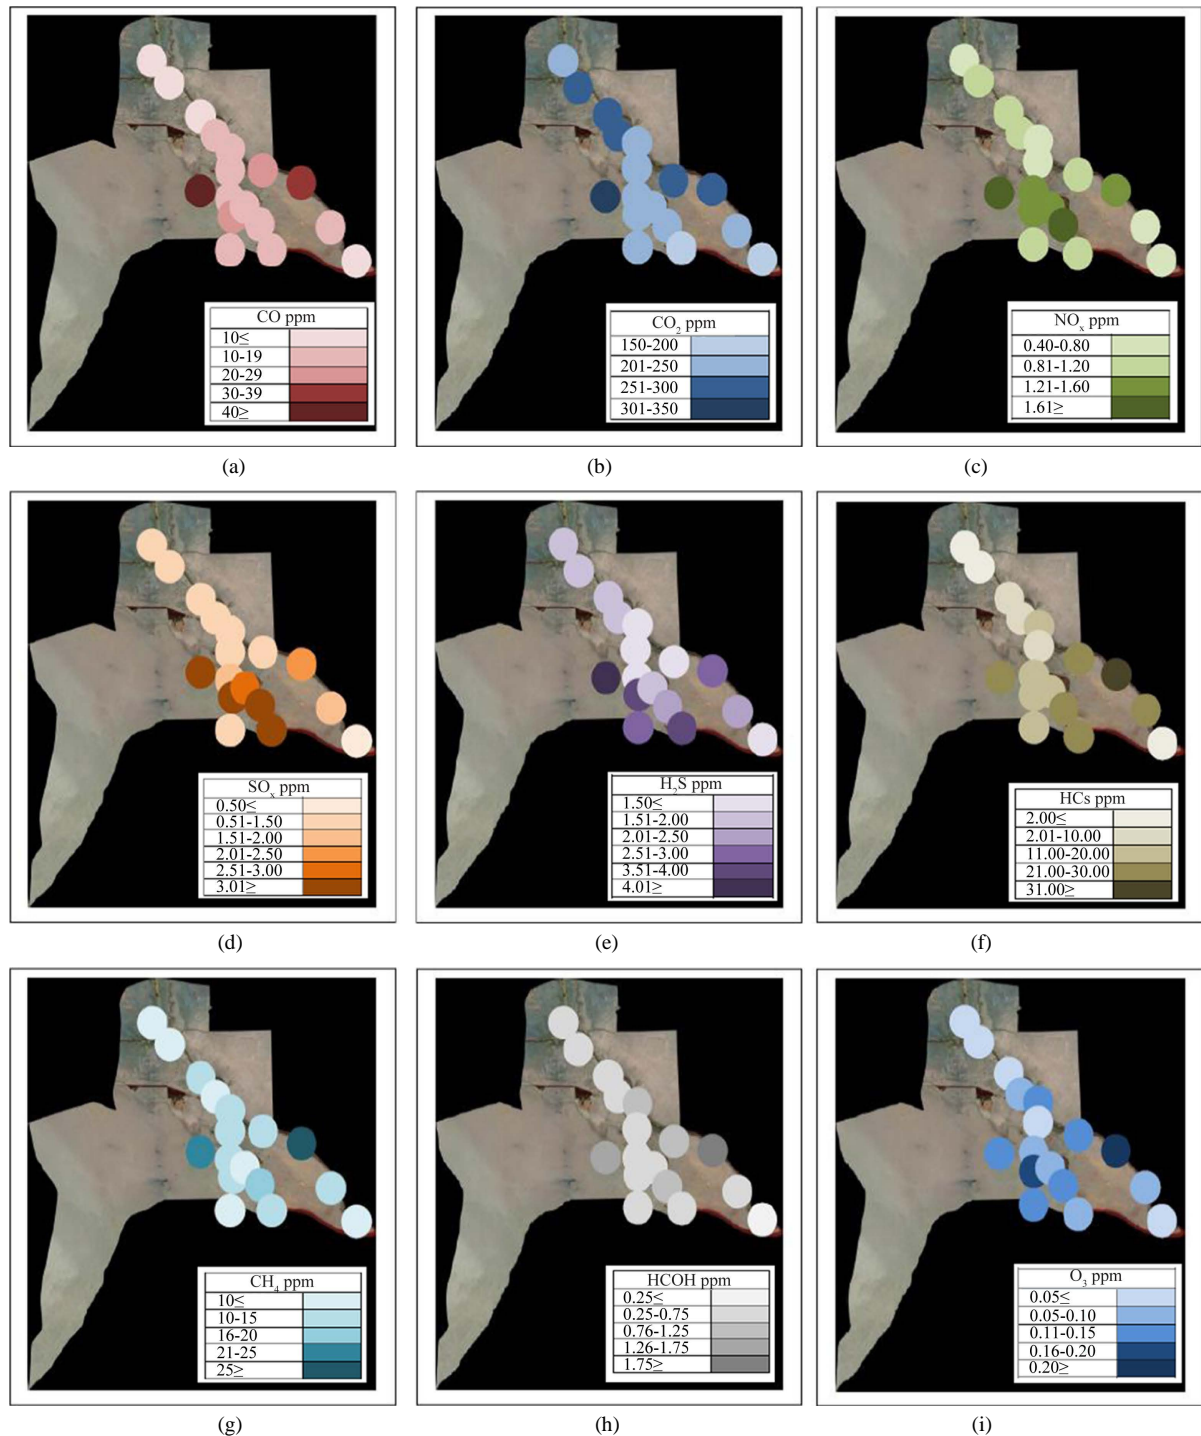 CO ppm
10≤
10-19
20-29
30-39
40≥
(a)
CO2 ppm
150-200
201-250
251-300
301-350
(b)
NOx ppm
0.40-0.80
0.81-1.20
1.21-1.60
1.61≥
(c)
SOx ppm
0.50≤
0.51-1.50
1.51-2.00
2.01-2.50
2.51-3.00
3.01≥
(d)
H2S ppm
1.50≤
1.51-2.00
2.01-2.50
2.51-3.00
3.51-4.00
4.01≥
(e)
HCs ppm
2.00≤
2.01-10.00
11.00-20.00
21.00-30.00
31.00≥
(f)
CH4 ppm
10≤
10-15
16-20
21-25
25≥
(g)
HCOH ppm
0.25≤
0.25-0.75
0.76-1.25
1.26-1.75
1.75≥
(h)
O3 ppm
0.05≤
0.05-0.10
0.11-0.15
0.16-0.20
0.20≥
(i)